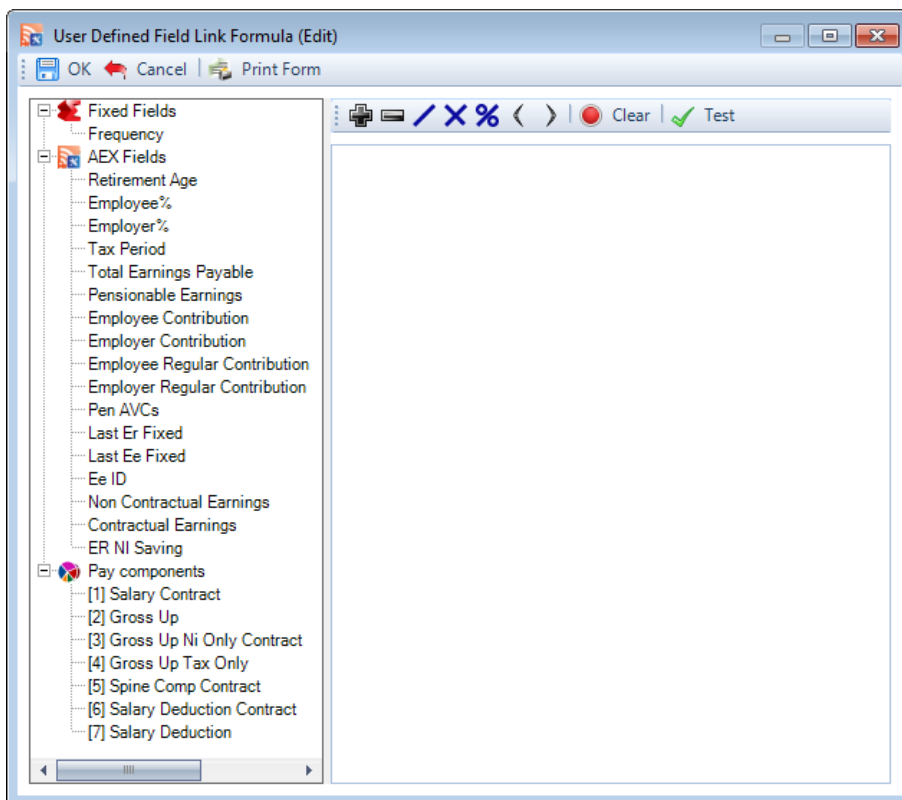 User Defined Field Link Formula (Edit)
OK Cancel Print Form
Fixed Fields
Frequency
AEX Fields
Retirement Age
Employee%
Employer%
Tax Period
Total Earnings Payable
Pensionable Earnings
Employee Contribution
Employer Contribution
Employee Regular Contribution
Employer Regular Contribution
Pen AVCs
Last Er Fixed
Last Ee Fixed
Ee ID
Non Contractual Earnings
Contractual Earnings
ER NI Saving
Pay components
[1] Salary Contract
[2] Gross Up
[3] Gross Up Ni Only Contract
[4] Gross Up Tax Only
[5] Spine Comp Contract
[6] Salary Deduction Contract
[7] Salary Deduction
% Clear Test